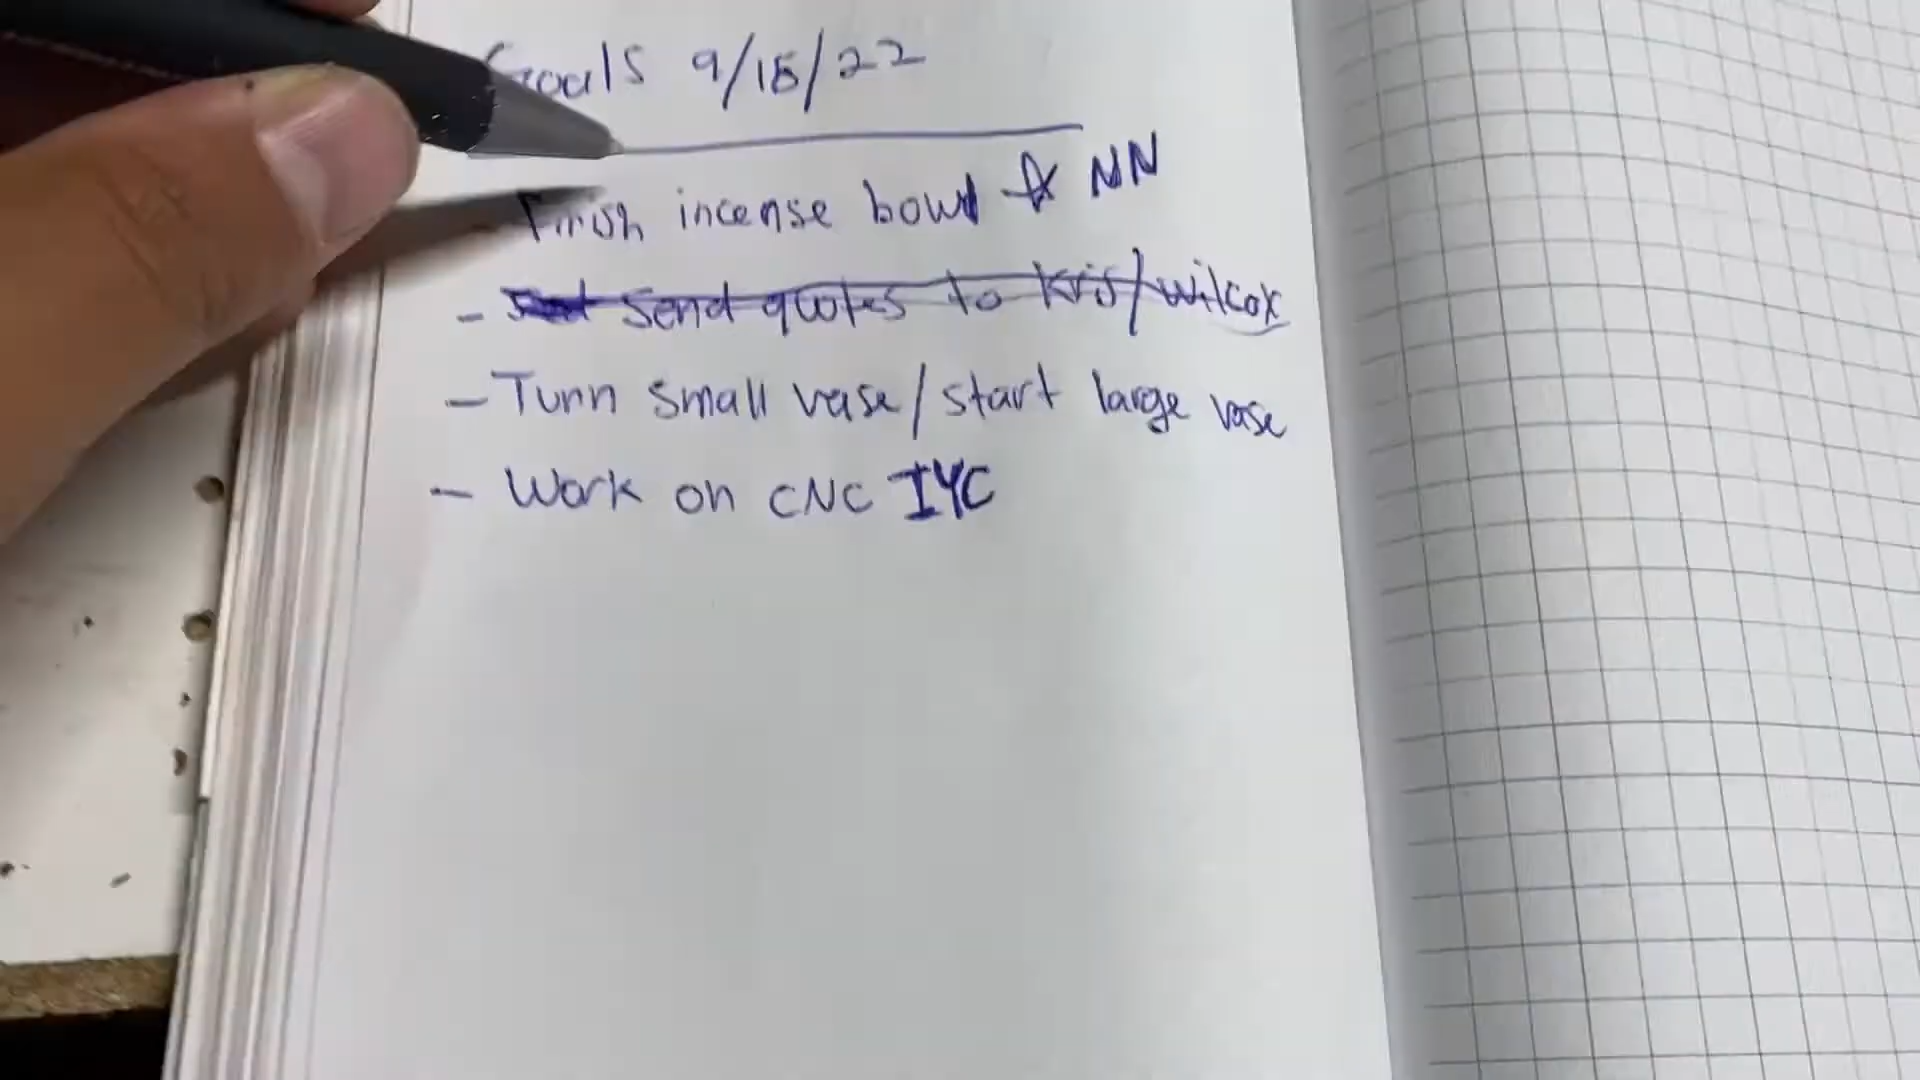 Goals 9/15/22
Finish incense bowl NN
- Send quotes to Kris/Wilcox
- Turn small vase/start large vase
- Work on CNC IYC